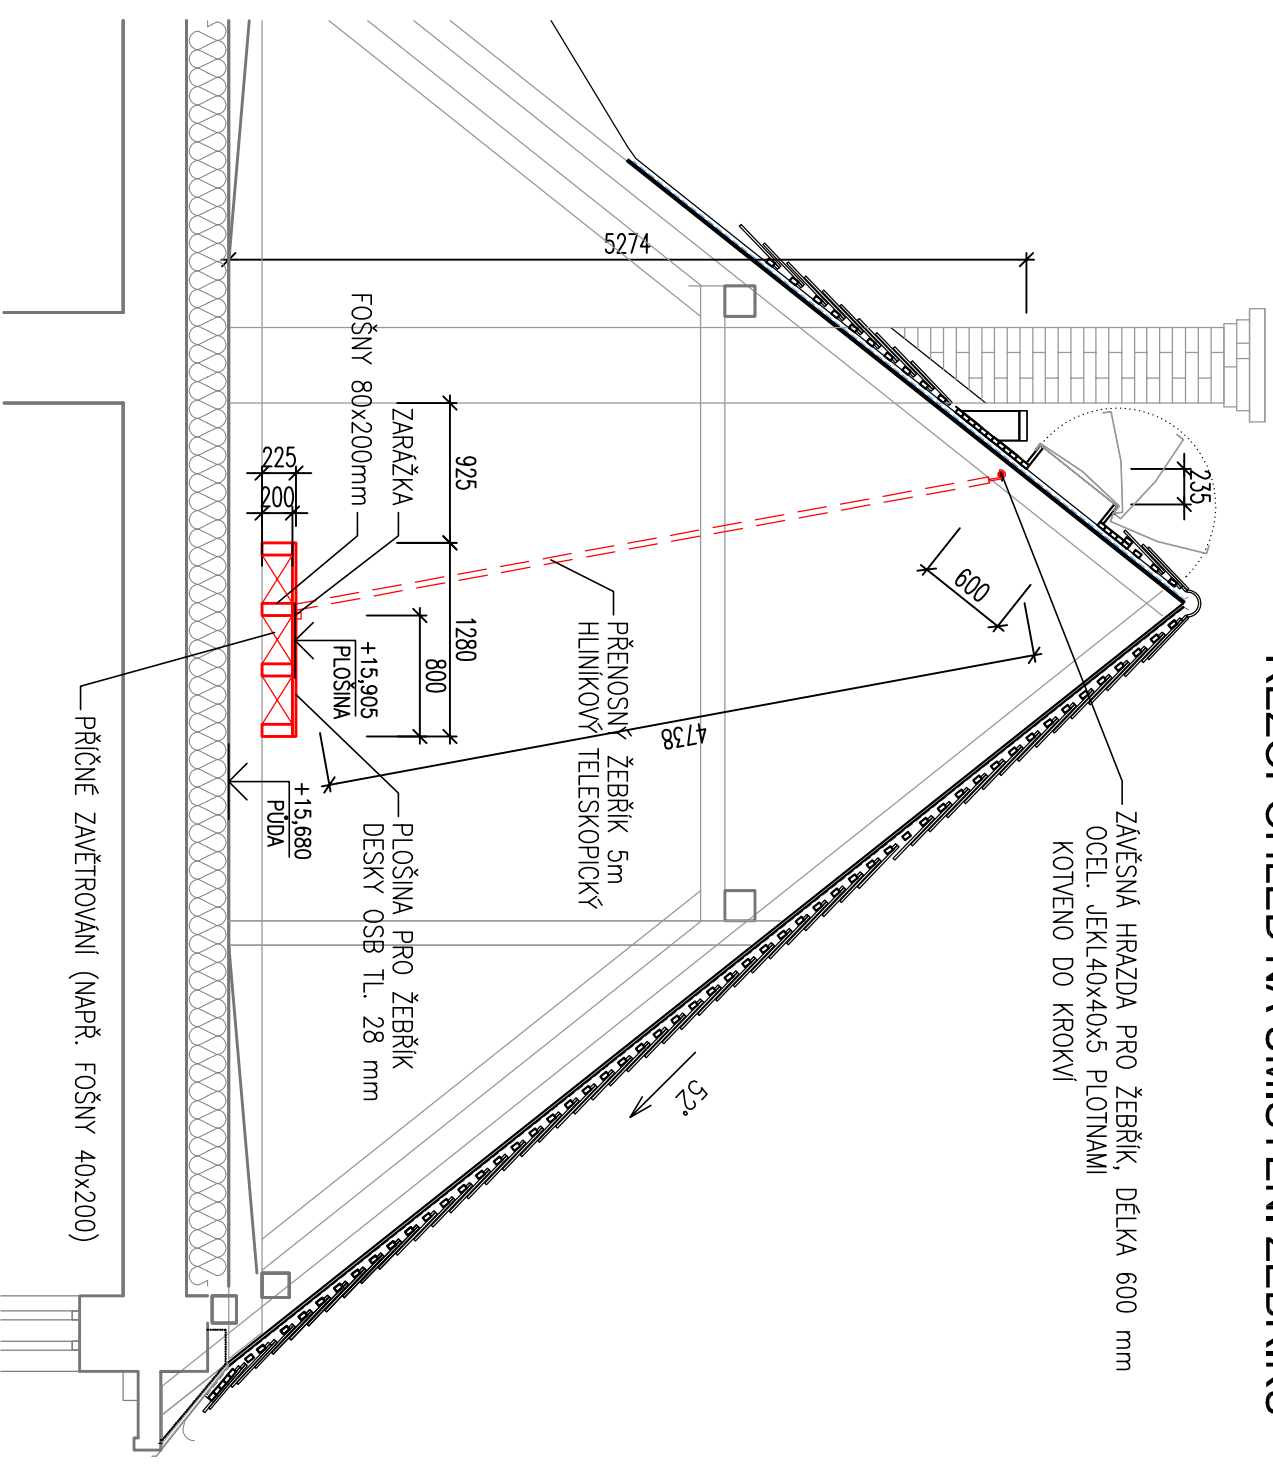 5274
235
600
925
1280
800
225
200
4738
52°
ZÁVĚSNÁ HRAZDA PRO ŽEBŘÍK, DÉLKA 600 mm
OCEL. JEKL40x40x5 PLOTNAMI
KOTVENO DO KROKVÍ
PŘENOSNÝ ŽEBŘÍK 5m
HLINÍKOVÝ TELESKOPICKÝ
ZARÁŽKA
FOŠNY 80x200mm
+15,905
PLOŠINA
+15,680
PŮDA
PLOŠINA PRO ŽEBŘÍK
DESKY OSB TL. 28 mm
PŘÍČNÉ ZAVĚTROVÁNÍ (NAPŘ. FOŠNY 40x200)